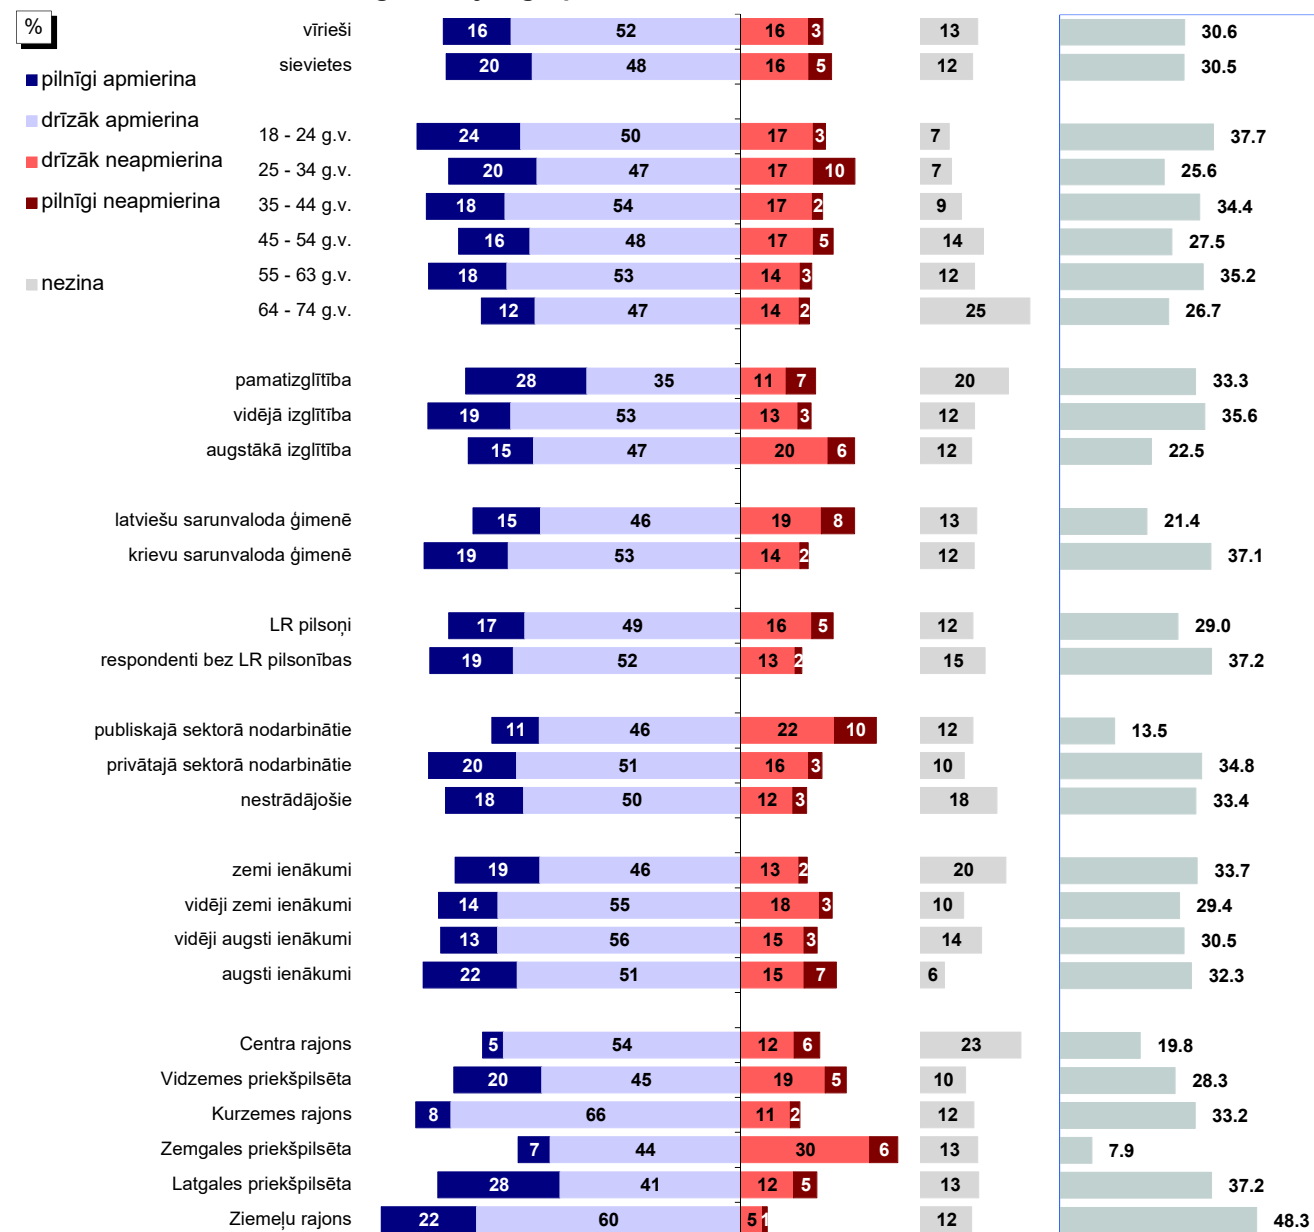 %
pilnīgi apmierina
drīzāk apmierina
drīzāk neapmierina
pilnīgi neapmierina
nezina
vīrieši 16 52 16 3 13 30.6
sievietes 20 48 16 5 12 30.5
18 - 24 g.v. 24 50 17 3 7 37.7
25 - 34 g.v. 20 47 17 10 7 25.6
35 - 44 g.v. 18 54 17 2 9 34.4
45 - 54 g.v. 16 48 17 5 14 27.5
55 - 63 g.v. 18 53 14 3 12 35.2
64 - 74 g.v. 12 47 14 2 25 26.7
pamatizglītība 28 35 11 7 20 33.3
vidējā izglītība 19 53 13 3 12 35.6
augstākā izglītība 15 47 20 6 12 22.5
latviešu sarunvaloda ģimenē 15 46 19 8 13 21.4
krievu sarunvaloda ģimenē 19 53 14 2 12 37.1
LR pilsoņi 17 49 16 5 12 29.0
respondenti bez LR pilsonības 19 52 13 2 15 37.2
publiskajā sektorā nodarbinātie 11 46 22 10 12 13.5
privātajā sektorā nodarbinātie 20 51 16 3 10 34.8
nestrādājošie 18 50 12 3 18 33.4
zemi ienākumi 19 46 13 2 20 33.7
vidēji zemi ienākumi 14 55 18 3 10 29.4
vidēji augsti ienākumi 13 56 15 3 14 30.5
augsti ienākumi 22 51 15 7 6 32.3
Centra rajons 5 54 12 6 23 19.8
Vidzemes priekšpilsēta 20 45 19 5 10 28.3
Kurzemes rajons 8 66 11 2 12 33.2
Zemgales priekšpilsēta 7 44 30 6 13 7.9
Latgales priekšpilsēta 28 41 12 5 13 37.2
Ziemeļu rajons 22 60 5 1 12 48.3